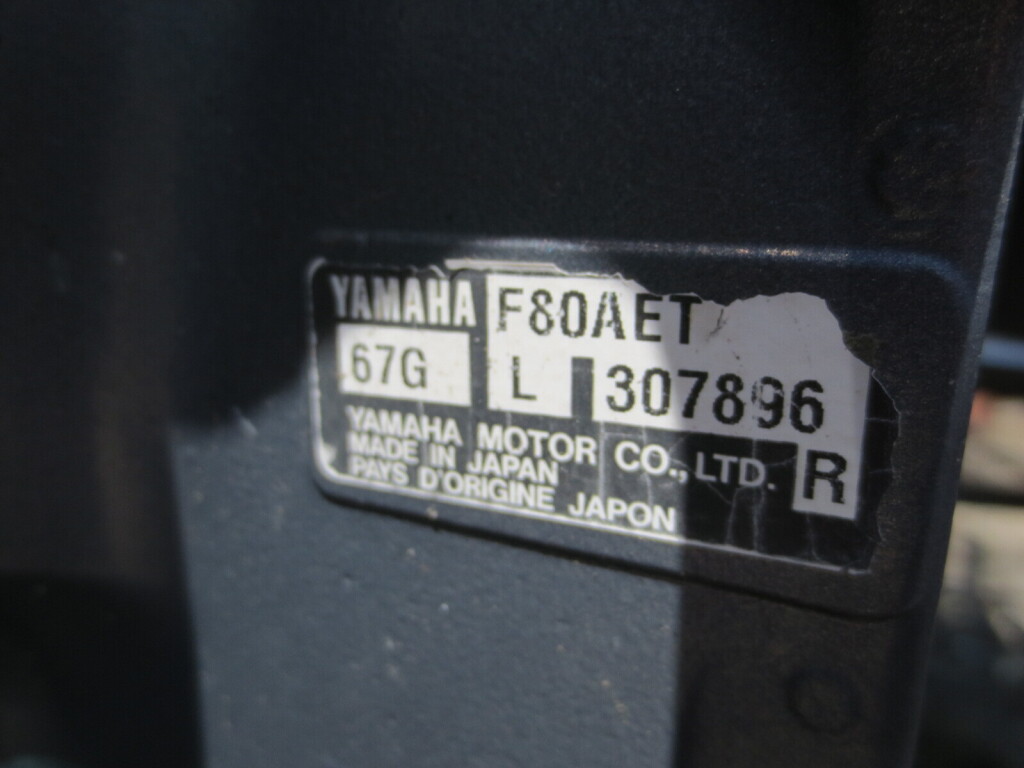 YAMAHA F80AET
67G L 307896
YAMAHA MOTOR CO., LTD. R
MADE IN JAPAN
PAYS D'ORIGINE JAPON